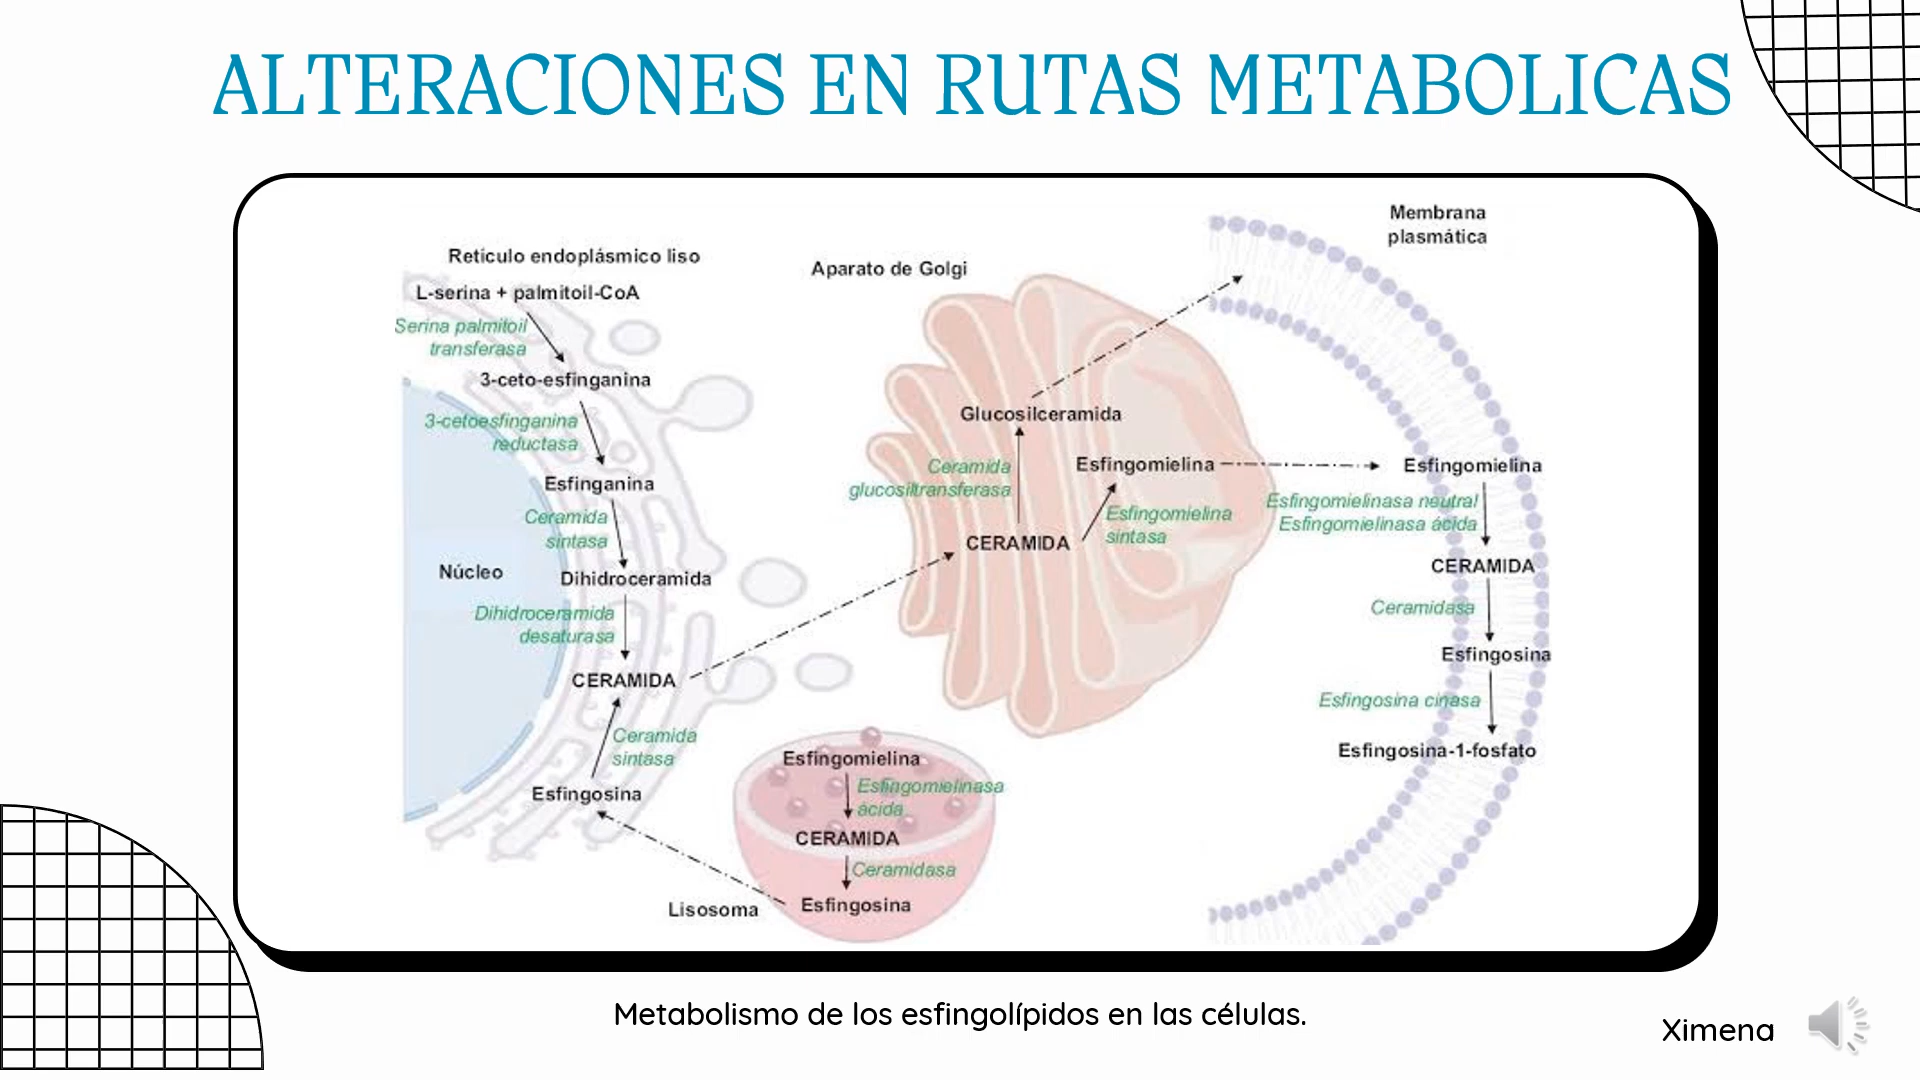 ALTERACIONES EN RUTAS METABOLICAS
Retículo endoplásmico liso
L-serina + palmitoil-CoA
Serina palmitoil
transferasa
3-ceto-esfinganina
3-cetoesfinganina
reductasa
Esfinganina
Ceramida
sintasa
Núcleo
Dihidroceramida
Dihidroceramida
desaturasa
CERAMIDA
Ceramida
sintasa
Esfingosina
Aparato de Golgi
Glucosilceramida
Ceramida
glucosiltransferasa
Esfingomielina
Esfingomielina
sintasa
CERAMIDA
Esfingomielina
Esfingomielinasa
ácida
CERAMIDA
Ceramidasa
Esfingosina
Lisosoma
Membrana
plasmática
Esfingomielina
Esfingomielinasa neutral
Esfingomielinasa ácida
CERAMIDA
Ceramidasa
Esfingosina
Esfingosina cinasa
Esfingosina-1-fosfato
Metabolismo de los esfingolípidos en las células.
Ximena